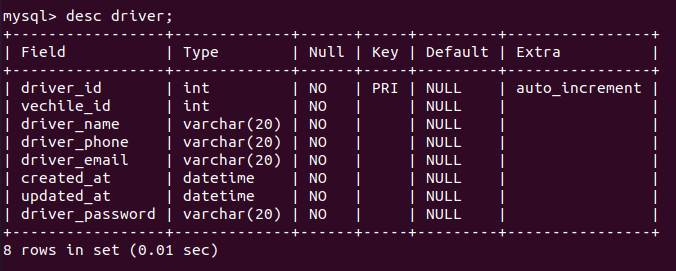 mysql> desc driver;
+-----------------+-------------+------+-----+---------+----------------+
| Field           | Type        | Null | Key | Default | Extra          |
+-----------------+-------------+------+-----+---------+----------------+
| driver_id       | int         | NO   | PRI | NULL    | auto_increment |
| vechile_id      | int         | NO   |     | NULL    |                |
| driver_name     | varchar(20) | NO   |     | NULL    |                |
| driver_phone    | varchar(20) | NO   |     | NULL    |                |
| driver_email    | varchar(20) | NO   |     | NULL    |                |
| created_at      | datetime    | NO   |     | NULL    |                |
| updated_at      | datetime    | NO   |     | NULL    |                |
| driver_password | varchar(20) | NO   |     | NULL    |                |
+-----------------+-------------+------+-----+---------+----------------+
8 rows in set (0.01 sec)